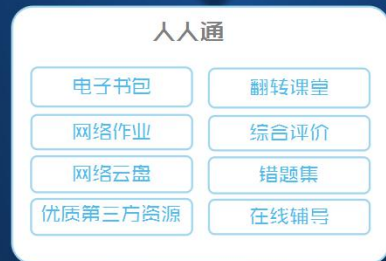 人人通
电子书包
翻转课堂
网络作业
综合评价
网络云盘
错题集
优质第三方资源
在线辅导